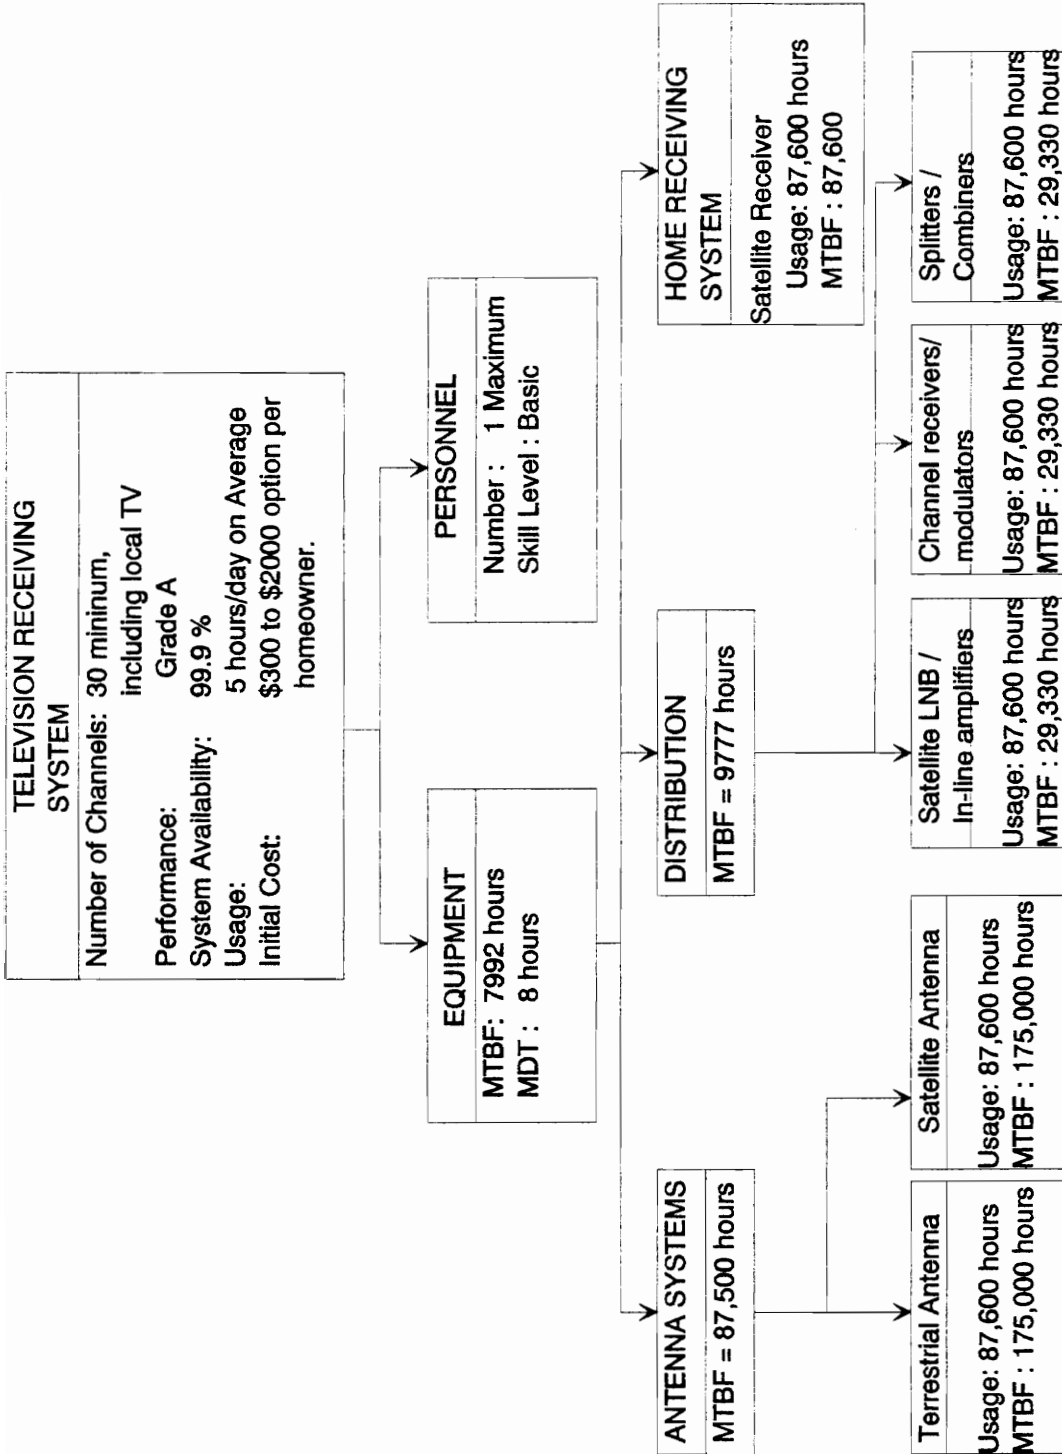 TELEVISION RECEIVING
SYSTEM
Number of Channels: 30 mininum,
including local TV
Performance: Grade A
System Availability: 99.9 %
Usage: 5 hours/day on Average
Initial Cost: $300 to $2000 option per
homeowner.
EQUIPMENT
MTBF: 7992 hours
MDT : 8 hours
PERSONNEL
Number : 1 Maximum
Skill Level : Basic
ANTENNA SYSTEMS
MTBF = 87,500 hours
DISTRIBUTION
MTBF = 9777 hours
HOME RECEIVING
SYSTEM
Satellite Receiver
Usage: 87,600 hours
MTBF : 87,600
Terrestrial Antenna
Usage: 87,600 hours
MTBF : 175,000 hours
Satellite Antenna
Usage: 87,600 hours
MTBF : 175,000 hours
Satellite LNB /
In-line amplifiers
Usage: 87,600 hours
MTBF : 29,330 hours
Channel receivers/
modulators
Usage: 87,600 hours
MTBF : 29,330 hours
Splitters /
Combiners
Usage: 87,600 hours
MTBF : 29,330 hours